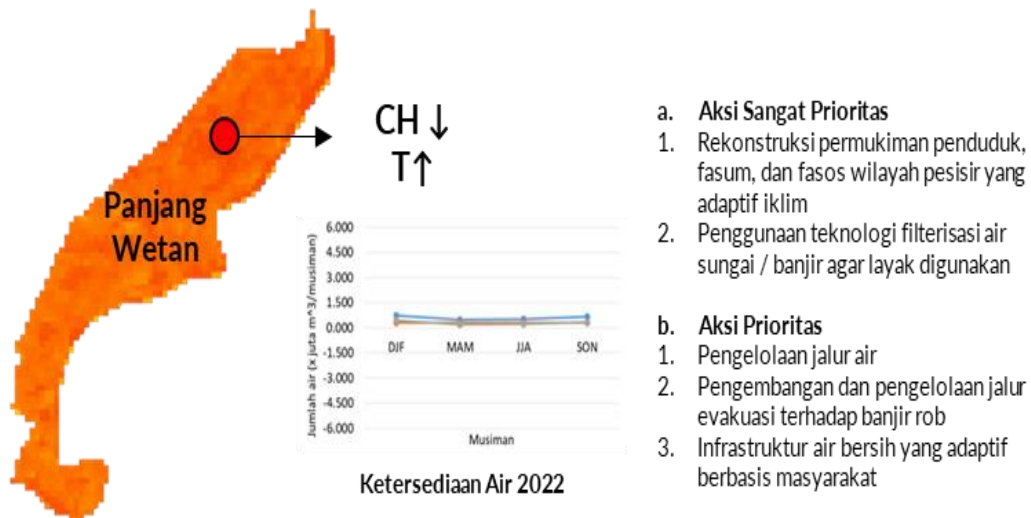 Panjang
Wetan
CH ↓
T↑
Jumlah air (x juta m^3/musiman)
6.000
4.500
3.000
1.500
0.000
-1.500
-3.000
-4.500
-6.000
DJF MAM JJA SON
Musiman
Ketersediaan Air 2022
a. Aksi Sangat Prioritas
1. Rekonstruksi permukiman penduduk,
fasum, dan fasos wilayah pesisir yang
adaptif iklim
2. Penggunaan teknologi filterisasi air
sungai / banjir agar layak digunakan
b. Aksi Prioritas
1. Pengelolaan jalur air
2. Pengembangan dan pengelolaan jalur
evakuasi terhadap banjir rob
3. Infrastruktur air bersih yang adaptif
berbasis masyarakat